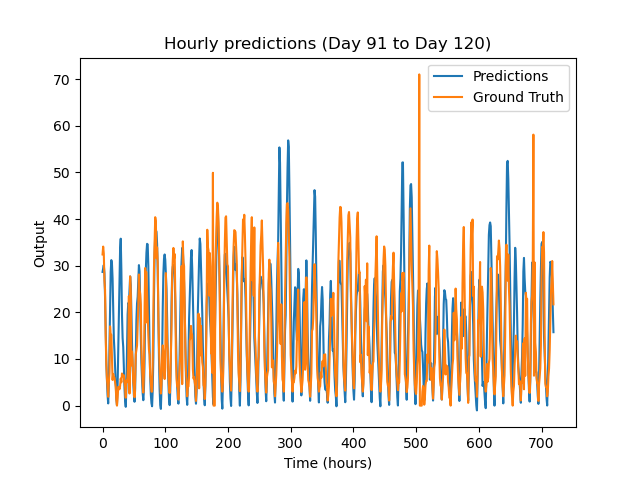 Hourly predictions (Day 91 to Day 120)
Predictions
Ground Truth
70
60
50
40
30
20
10
0
Output
0 100 200 300 400 500 600 700
Time (hours)